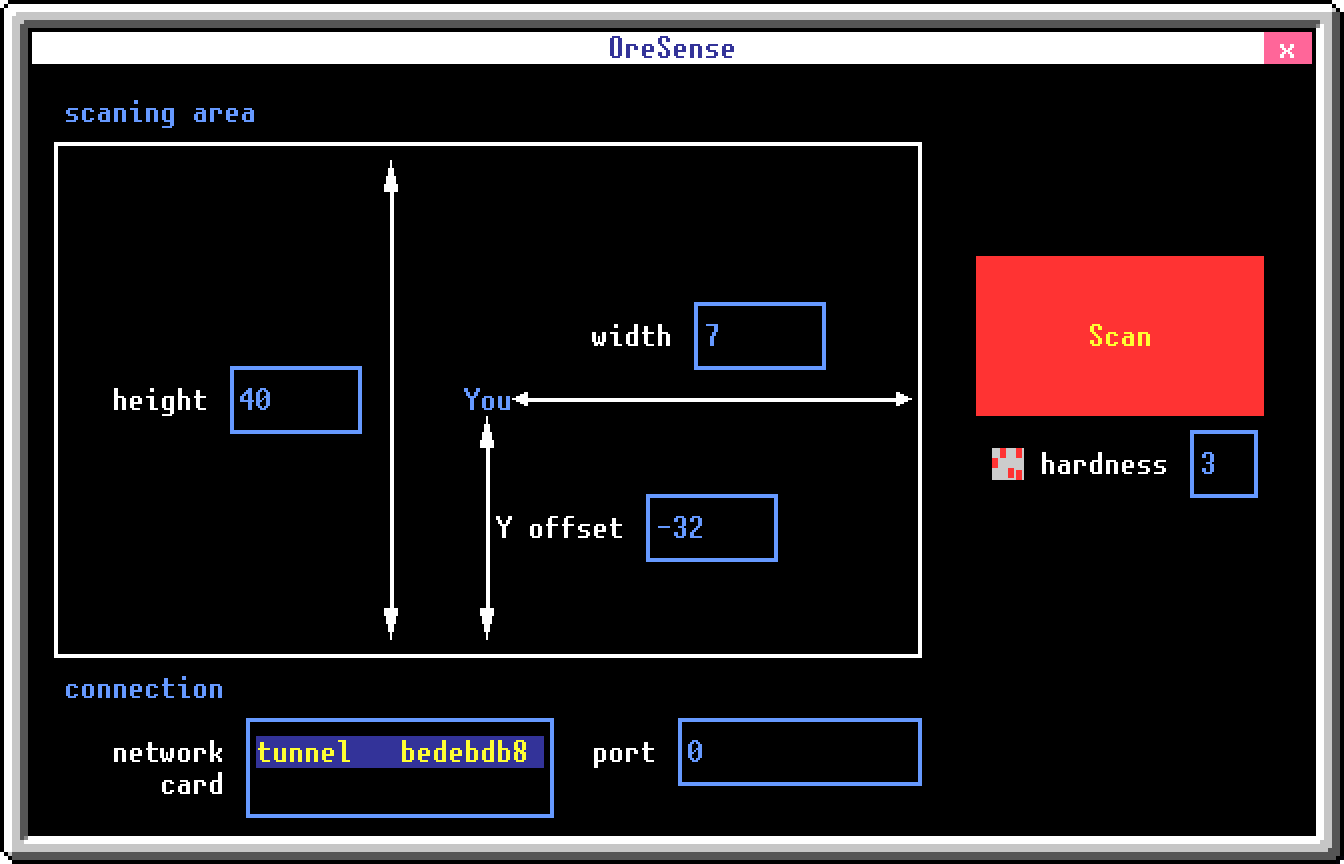 OreSense x
scaning area
width 7
height 40
You
Scan
hardness 3
Y offset -32
connection
network card
tunnel bedebdb8
port 0